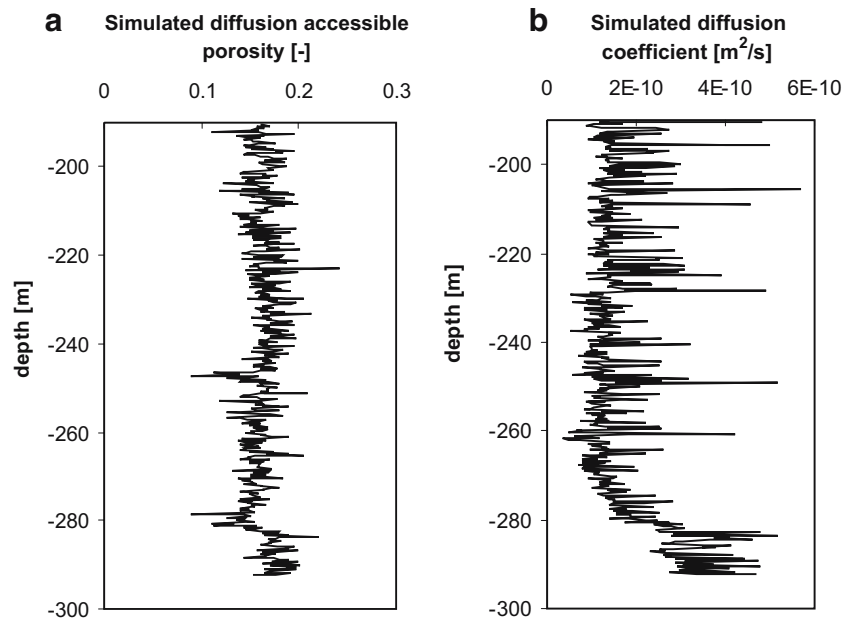 a
Simulated diffusion accessible
porosity [-]
0 0.1 0.2 0.3
depth [m]
-200
-220
-240
-260
-280
-300
b
Simulated diffusion
coefficient [m²/s]
0 2E-10 4E-10 6E-10
depth [m]
-200
-220
-240
-260
-280
-300